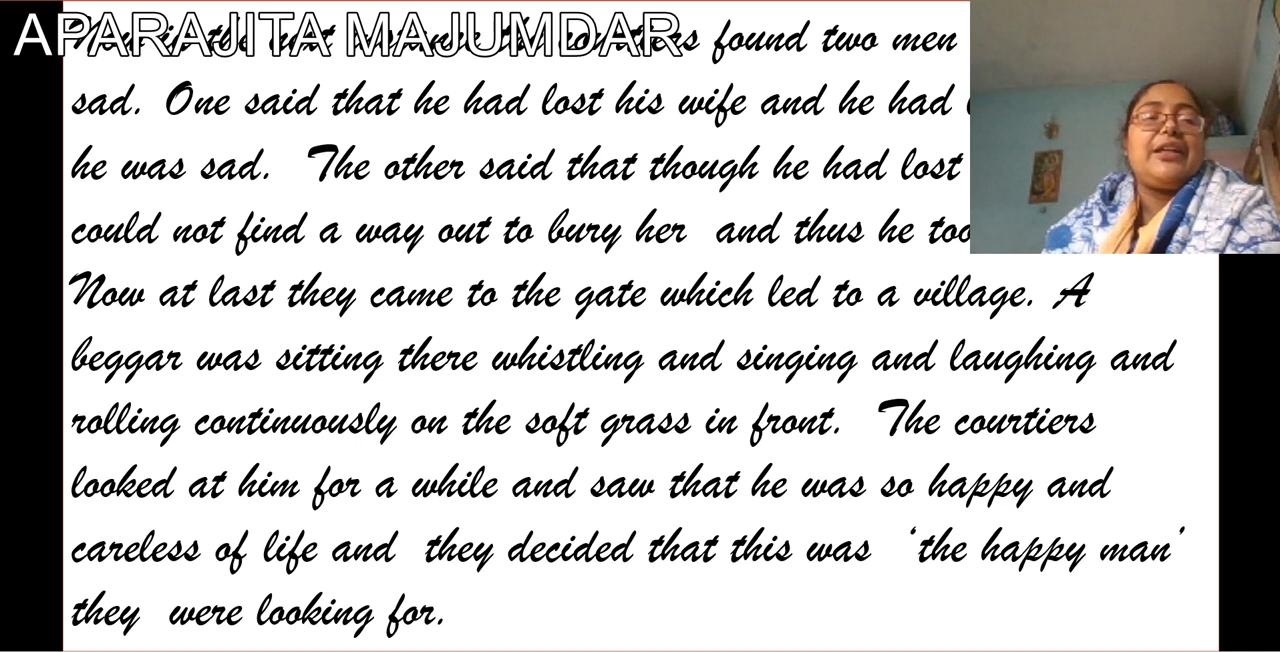 APARAJITA MAJUMDAR
found two men
sad. One said that he had lost his wife and he had
he was sad. The other said that though he had lost
could not find a way out to bury her and thus he too
Now at last they came to the gate which led to a village. A
beggar was sitting there whistling and singing and laughing and
rolling continuously on the soft grass in front. The courtiers
looked at him for a while and saw that he was so happy and
careless of life and they decided that this was 'the happy man'
they were looking for.